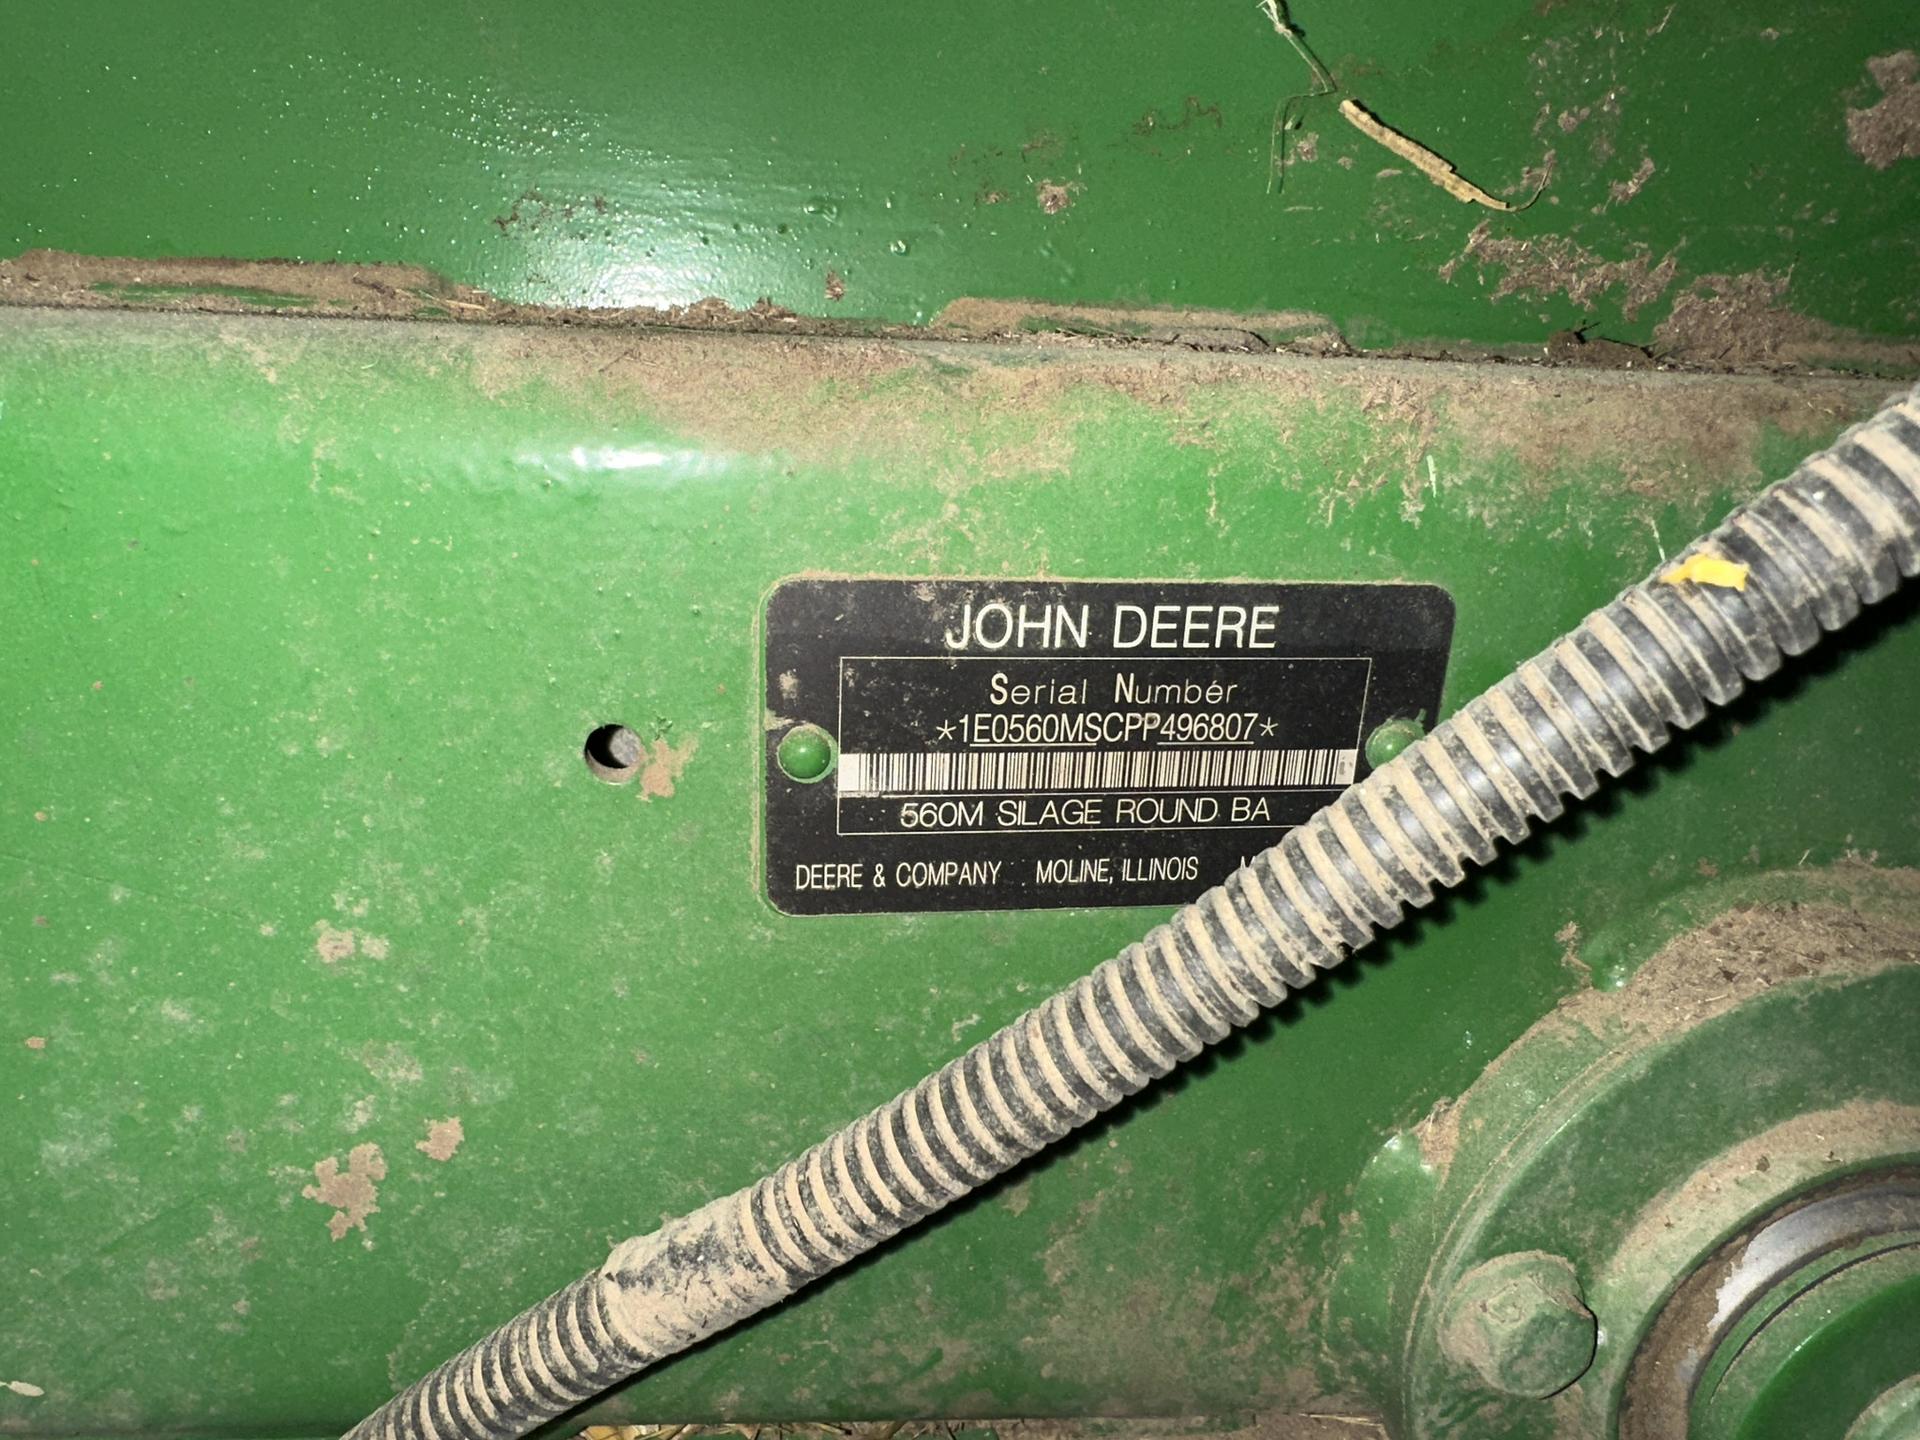 JOHN DEERE
Serial Number
*1E0560MSCPP496807*
560M SILAGE ROUND BA
DEERE & COMPANY MOLINE, ILLINOIS